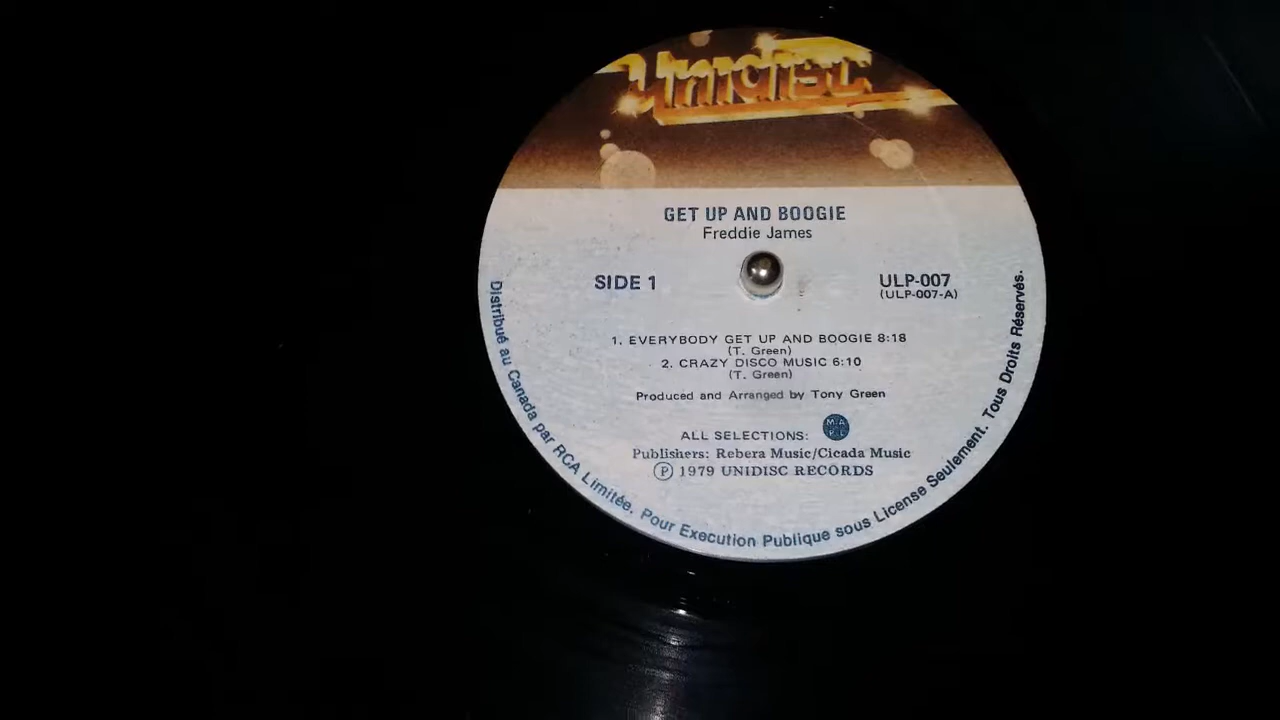 Unidisc
GET UP AND BOOGIE
Freddie James
SIDE 1
ULP-007
(ULP-007-A)
1. EVERYBODY GET UP AND BOOGIE 8:18
(T. Green)
2. CRAZY DISCO MUSIC 6:10
(T. Green)
Produced and Arranged by Tony Green
ALL SELECTIONS:
M A
P L
Publishers: Rebera Music/Cicada Music
Ⓟ 1979 UNIDISC RECORDS
Distribué au Canada par RCA Limitée. Pour Execution Publique sous License Seulement. Tous Droits Réservés.